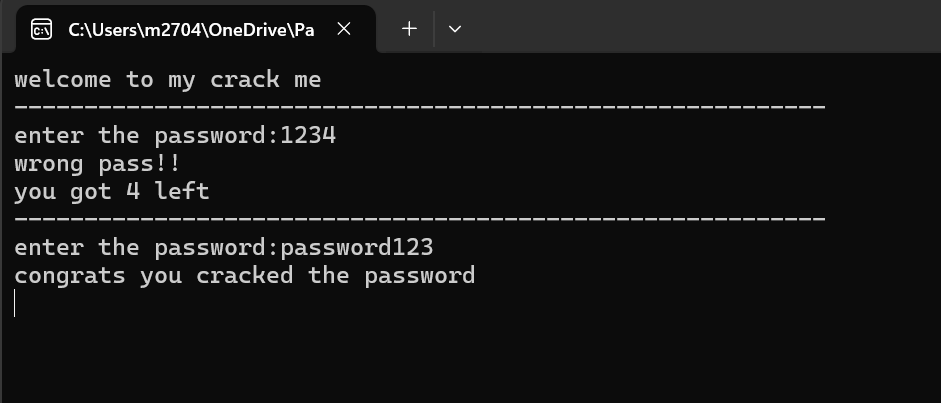 C:\Users\m2704\OneDrive\Pa
welcome to my crack me
----------------------------------------------------------
enter the password:1234
wrong pass!!
you got 4 left
----------------------------------------------------------
enter the password:password123
congrats you cracked the password